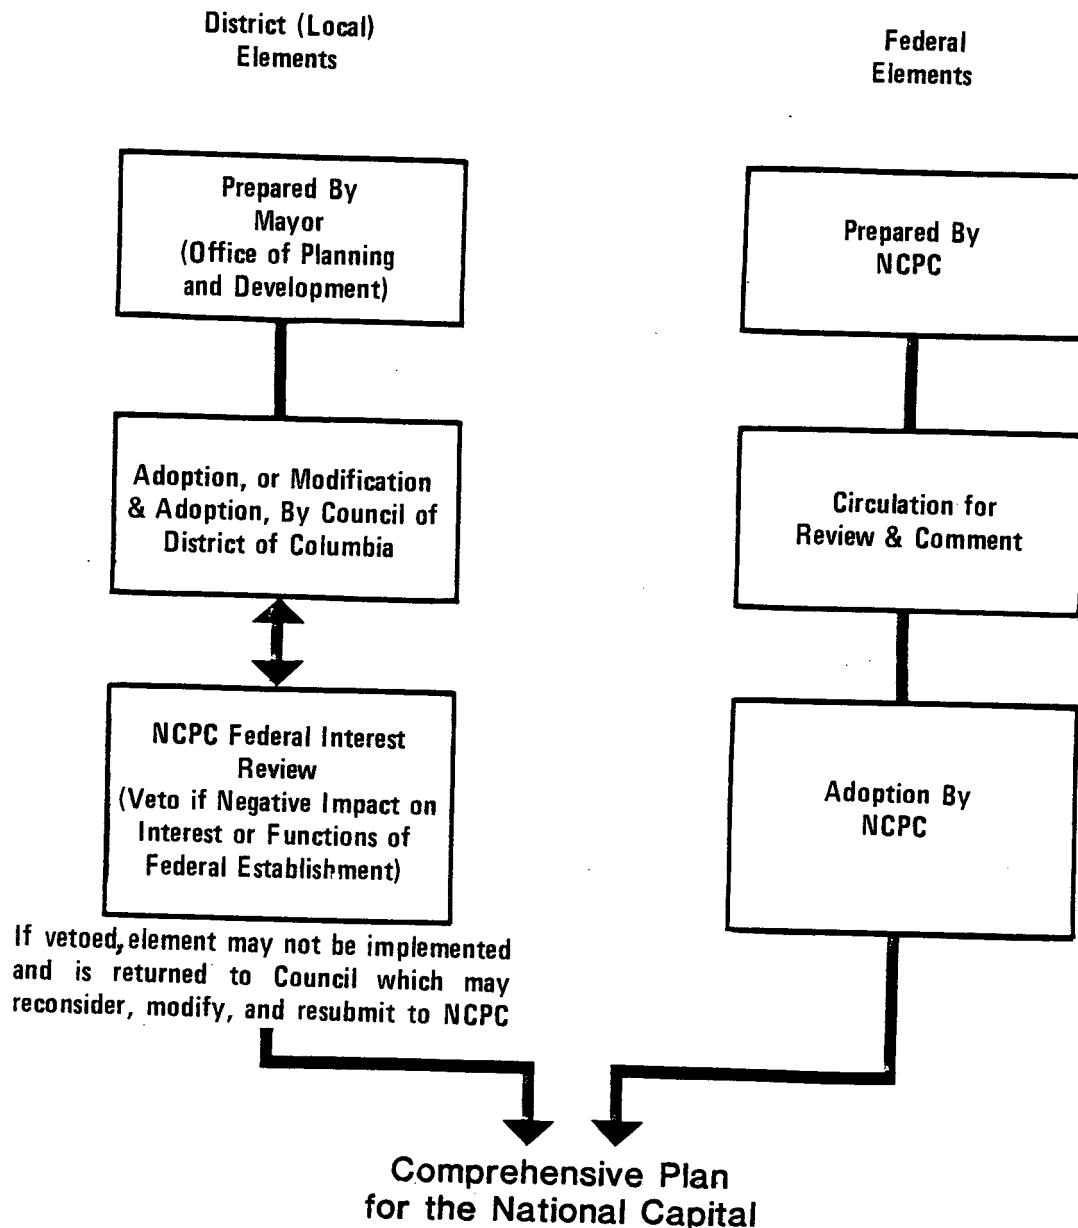 District (Local)
Elements
Prepared By
Mayor
(Office of Planning
and Development)
Adoption, or Modification
& Adoption, By Council of
District of Columbia
NCPC Federal Interest
Review
(Veto if Negative Impact on
Interest or Functions of
Federal Establishment)
If vetoed, element may not be implemented
and is returned to Council which may
reconsider, modify, and resubmit to NCPC
Federal
Elements
Prepared By
NCPC
Circulation for
Review & Comment
Adoption By
NCPC
Comprehensive Plan
for the National Capital